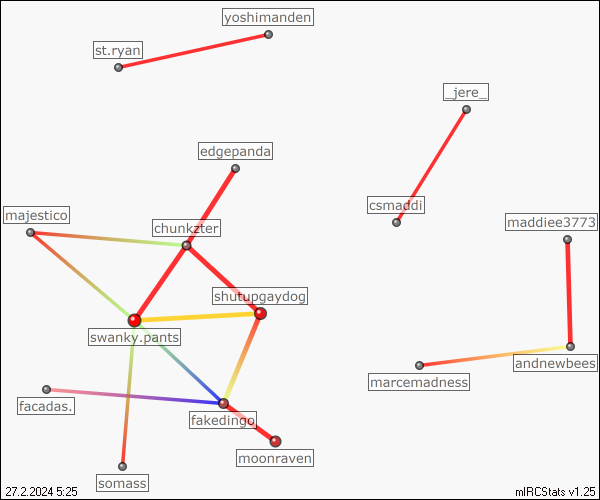 yoshimanden
st.ryan
_jere_
edgepanda
csmaddi
majestico
chunkzter
maddiee3773
shutupgaydog
swanky.pants
andnewbees
marcemadness
facadas.
fakedingo
moonraven
somass
27.2.2024 5:25
mIRCStats v1.25